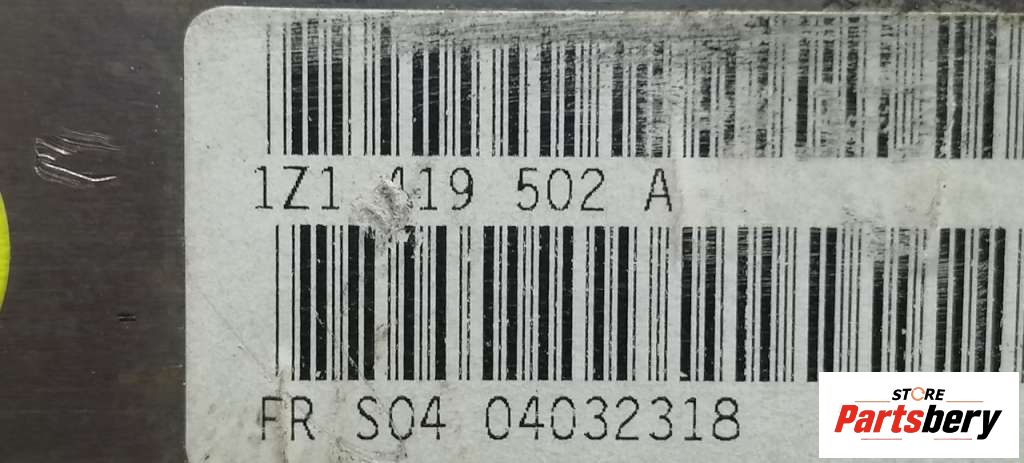 1Z1 419 502 A
FR S04 04032318
STORE
Partsbery